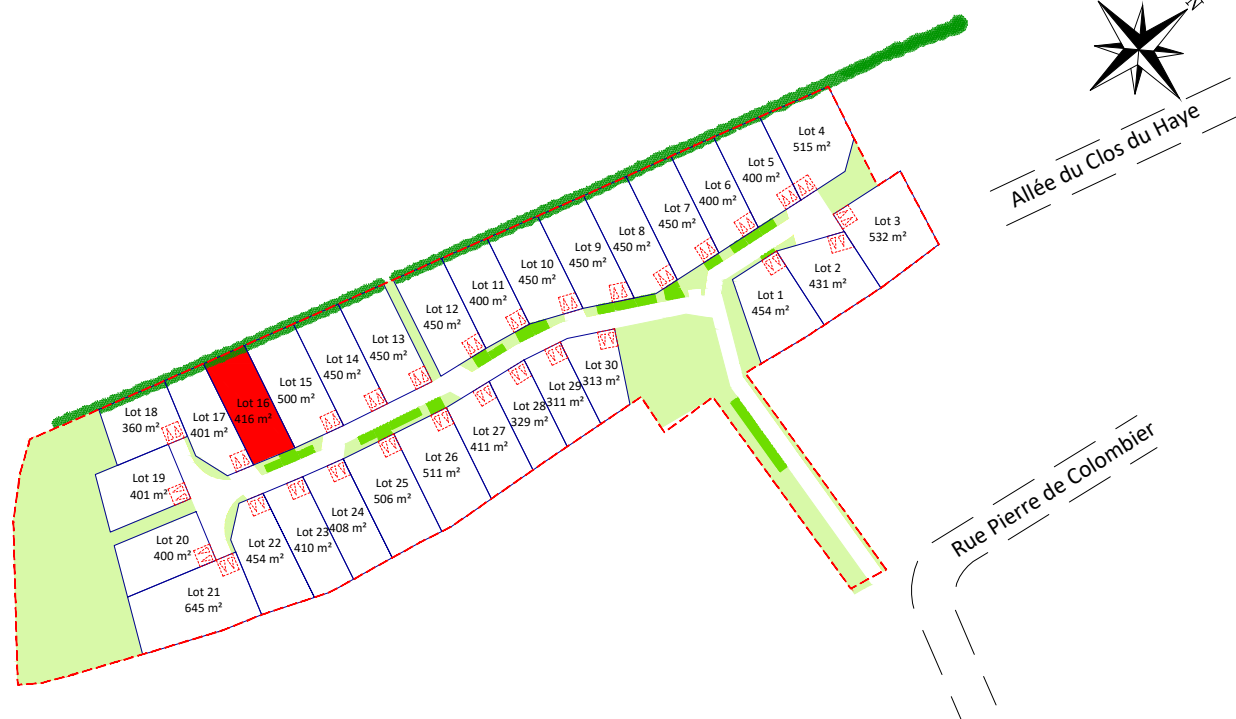 N
Allée du Clos du Haye
Lot 4
515 m²
Lot 5
400 m²
Lot 6
400 m²
Lot 7
450 m²
Lot 8
450 m²
Lot 9
450 m²
Lot 10
450 m²
Lot 11
400 m²
Lot 12
450 m²
Lot 13
450 m²
Lot 14
450 m²
Lot 15
500 m²
Lot 16
416 m²
Lot 17
401 m²
Lot 18
360 m²
Lot 19
401 m²
Lot 20
400 m²
Lot 21
645 m²
Lot 22
454 m²
Lot 23
410 m²
Lot 24
408 m²
Lot 25
506 m²
Lot 26
511 m²
Lot 27
411 m²
Lot 28
329 m²
Lot 29
311 m²
Lot 30
313 m²
Lot 1
454 m²
Lot 2
431 m²
Lot 3
532 m²
Rue Pierre de Colombier